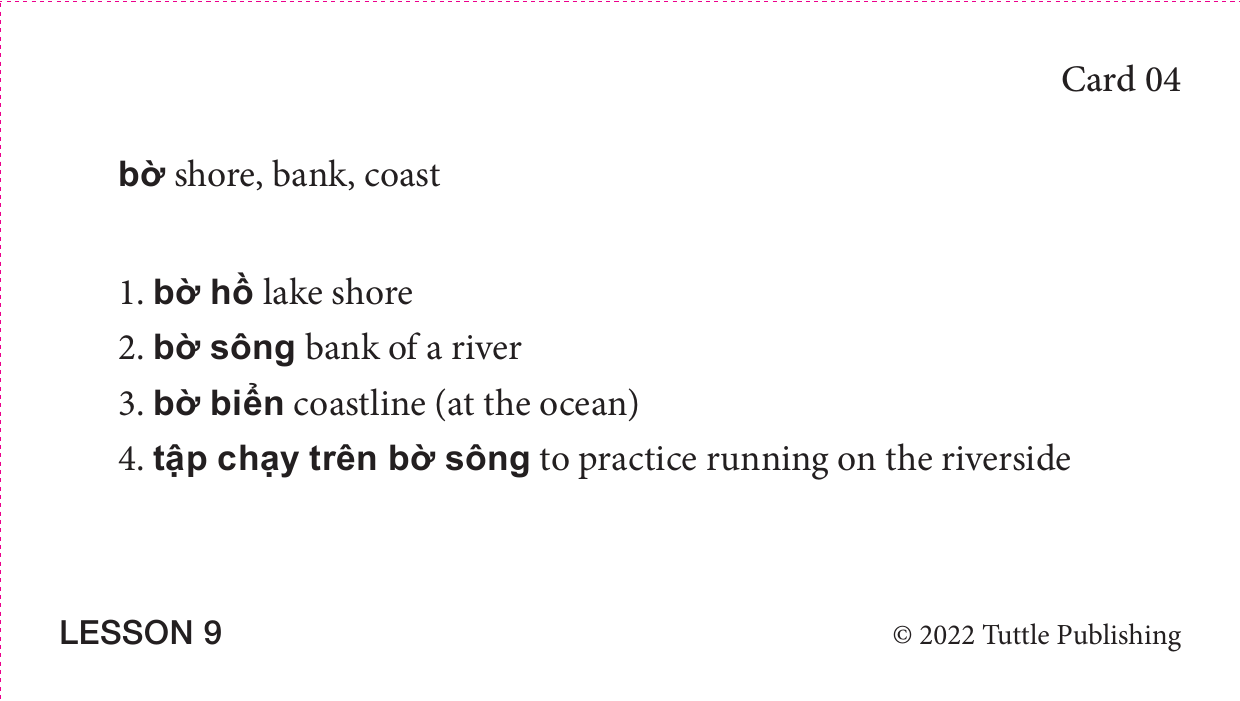 Card 04
bờ shore, bank, coast
1. bờ hồ lake shore
2. bờ sông bank of a river
3. bờ biển coastline (at the ocean)
4. tập chạy trên bờ sông to practice running on the riverside
LESSON 9
© 2022 Tuttle Publishing